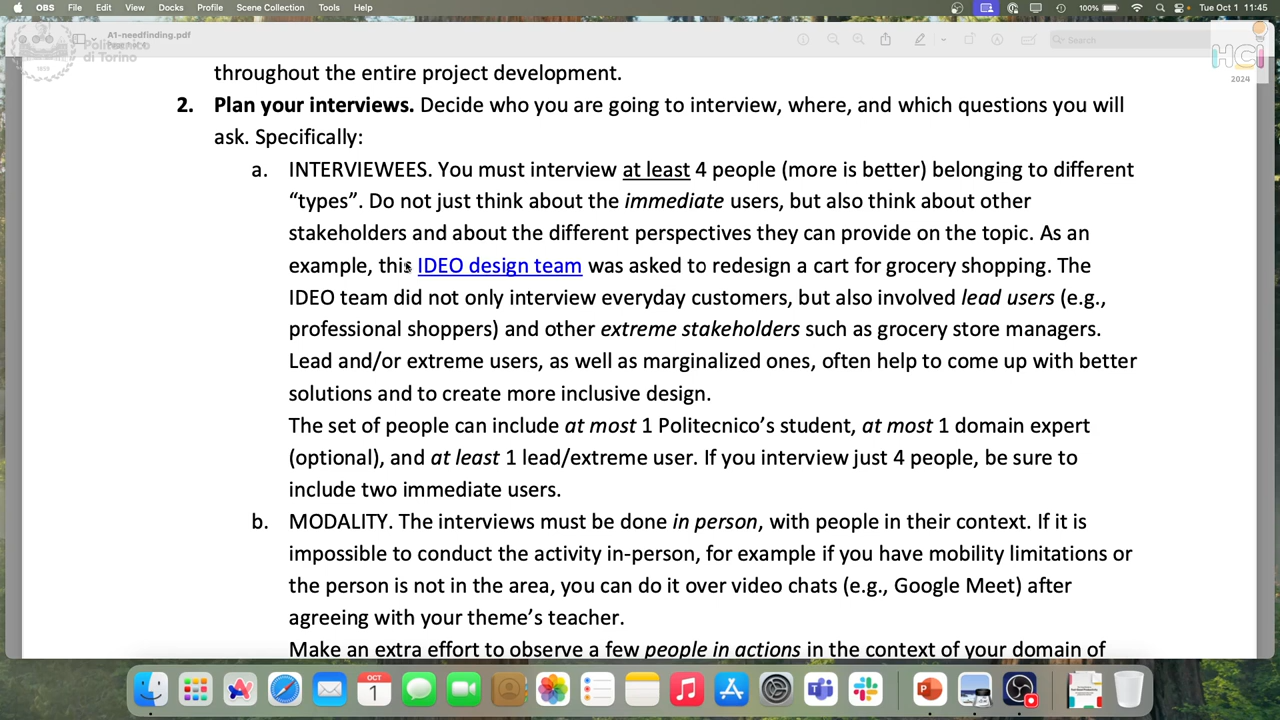 OBS File Edit View Docks Profile Scene Collection Tools Help 100% Tue Oct 1 11:45
A1-needfinding.pdf
Politecnico
di Torino
1859
Search
HCI
2024
throughout the entire project development.
2. Plan your interviews. Decide who you are going to interview, where, and which questions you will
ask. Specifically:
a. INTERVIEWEES. You must interview at least 4 people (more is better) belonging to different
“types”. Do not just think about the immediate users, but also think about other
stakeholders and about the different perspectives they can provide on the topic. As an
example, this IDEO design team was asked to redesign a cart for grocery shopping. The
IDEO team did not only interview everyday customers, but also involved lead users (e.g.,
professional shoppers) and other extreme stakeholders such as grocery store managers.
Lead and/or extreme users, as well as marginalized ones, often help to come up with better
solutions and to create more inclusive design.
The set of people can include at most 1 Politecnico’s student, at most 1 domain expert
(optional), and at least 1 lead/extreme user. If you interview just 4 people, be sure to
include two immediate users.
b. MODALITY. The interviews must be done in person, with people in their context. If it is
impossible to conduct the activity in-person, for example if you have mobility limitations or
the person is not in the area, you can do it over video chats (e.g., Google Meet) after
agreeing with your theme’s teacher.
Make an extra effort to observe a few people in actions in the context of your domain of
OCT
1